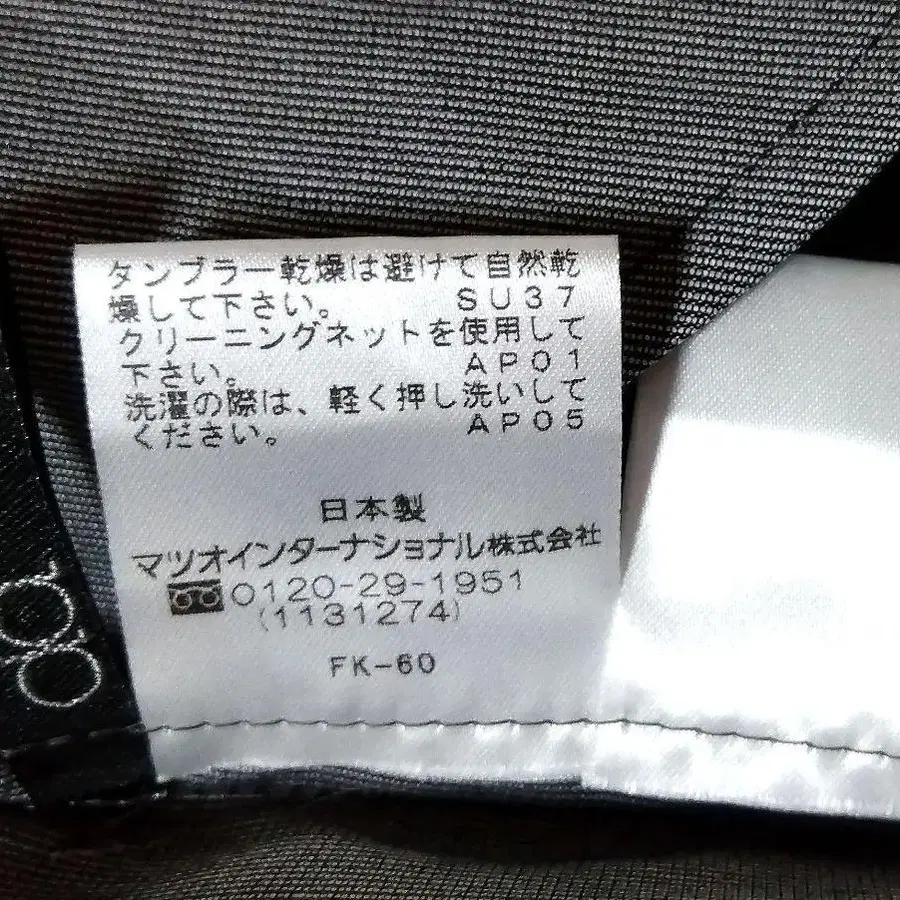 タンブラー乾燥は避けて自然乾
燥して下さい。 SU37
クリーニングネットを使用して
下さい。 AP01
洗濯の際は、軽く押し洗いして
ください。 AP05
日本製
マツオインターナショナル株式会社
0120-29-1951
(1131274)
FK-60